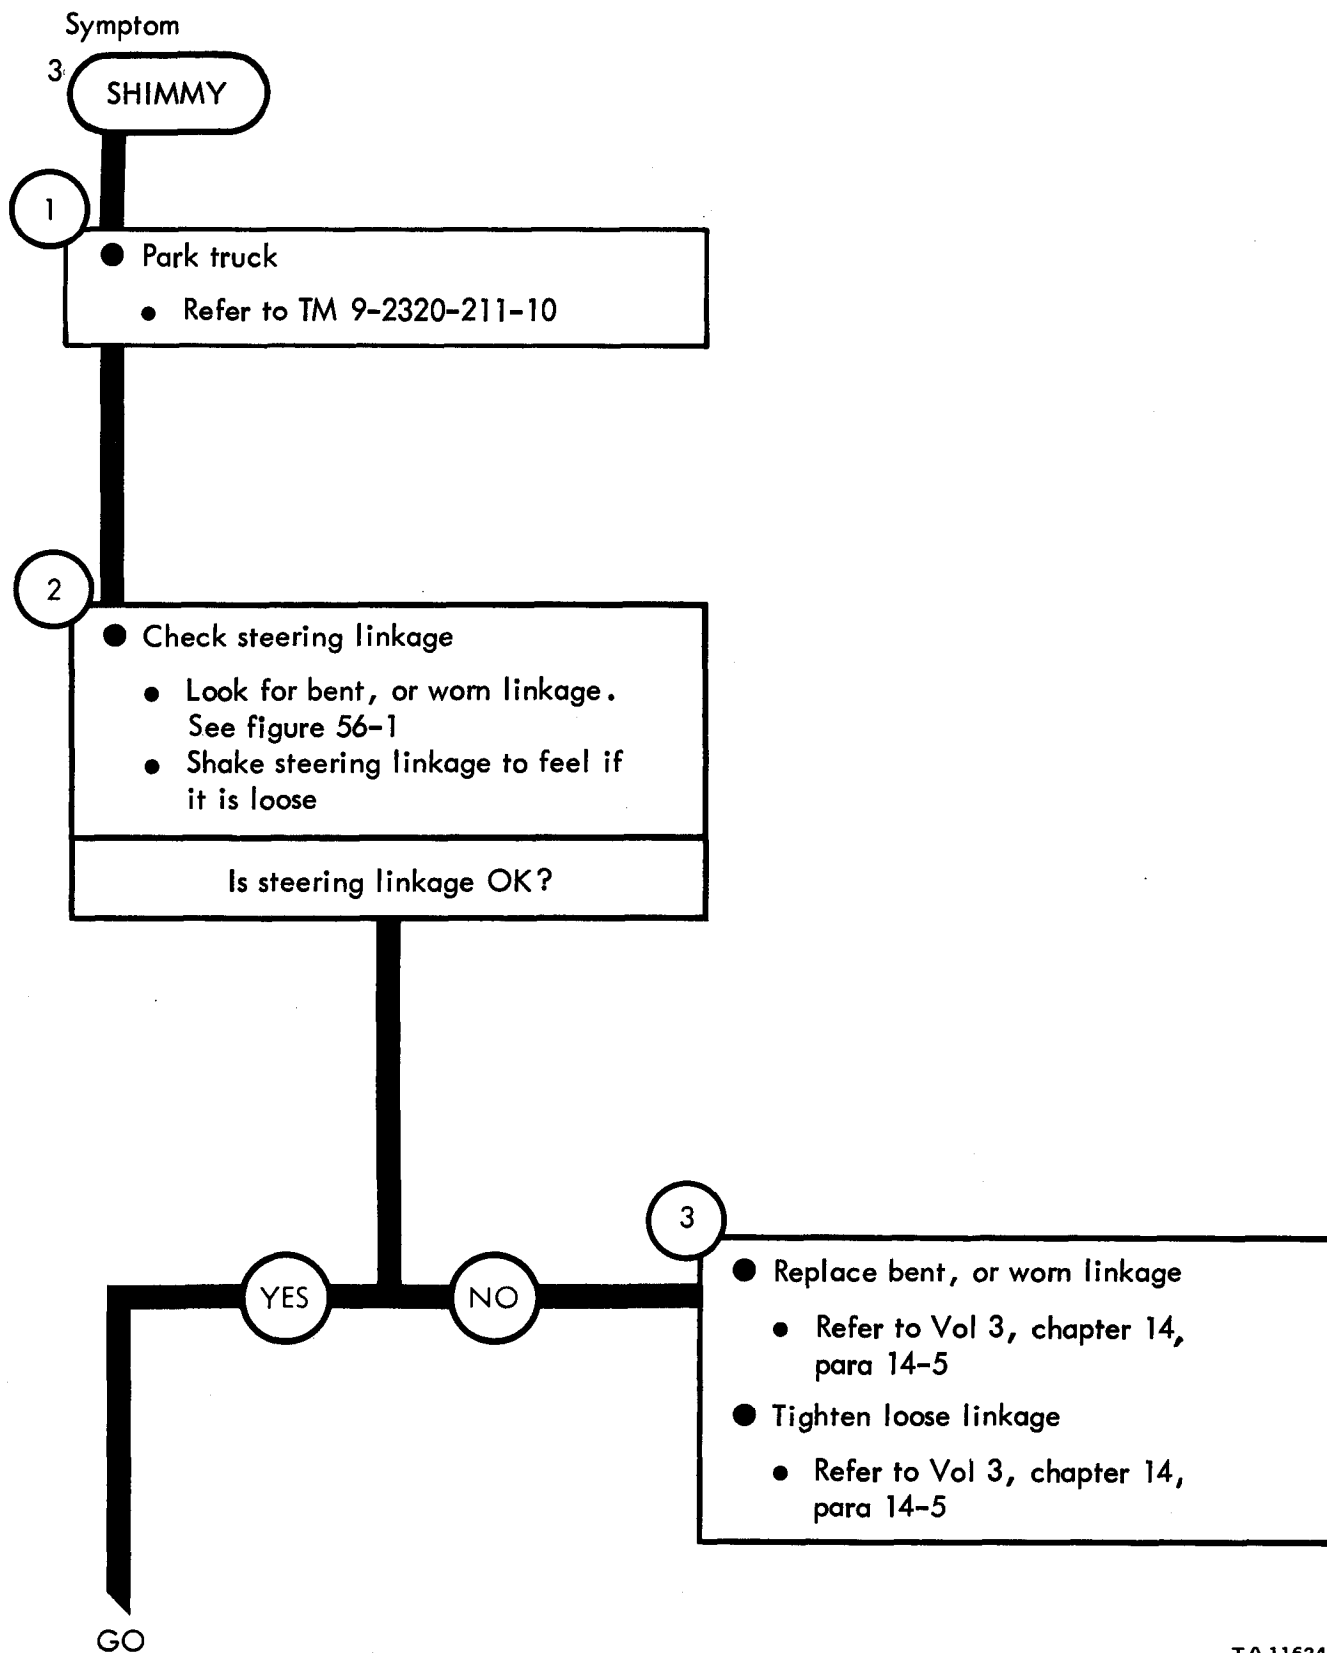 Symptom
3
SHIMMY
1
● Park truck
● Refer to TM 9-2320-211-10
2
● Check steering linkage
● Look for bent, or worn linkage.
See figure 56-1
● Shake steering linkage to feel if
it is loose
Is steering linkage OK?
YES
NO
3
● Replace bent, or worn linkage
● Refer to Vol 3, chapter 14,
para 14-5
● Tighten loose linkage
● Refer to Vol 3, chapter 14,
para 14-5
GO